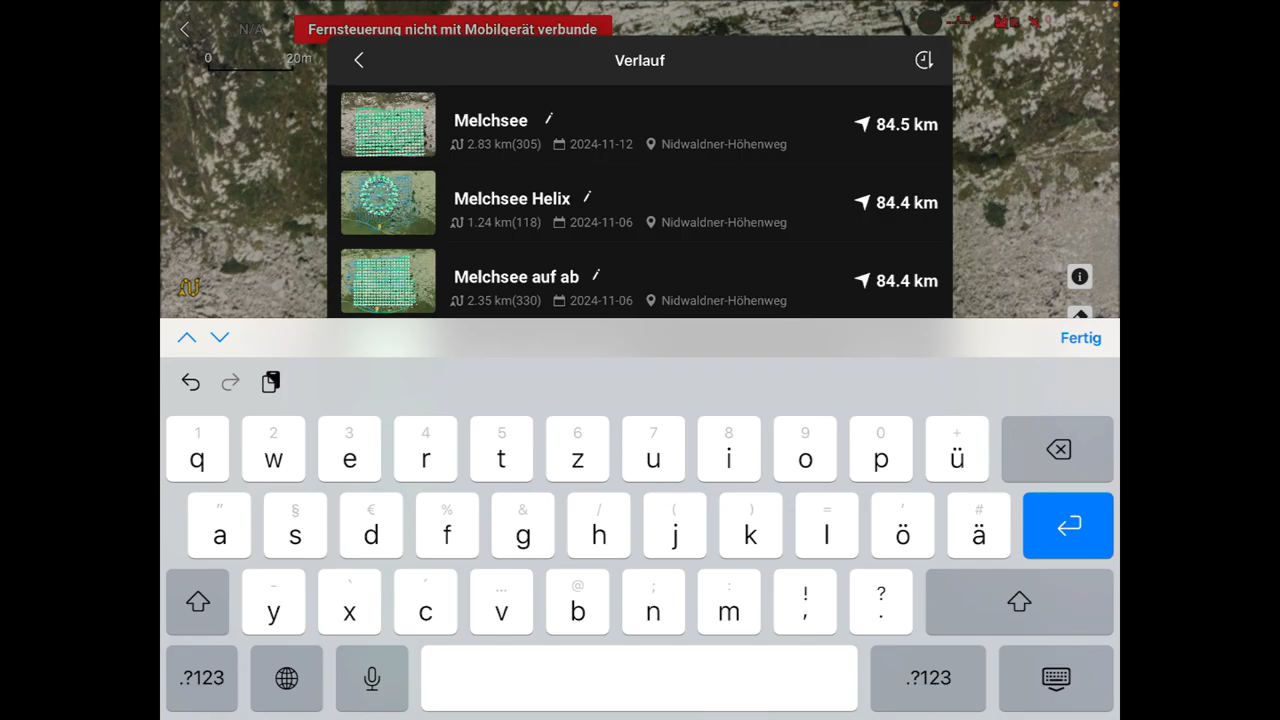 N/A
Fernsteuerung nicht mit Mobilgerät verbunde
0 20m
Verlauf
Melchsee
2.83 km(305) 2024-11-12 Nidwaldner-Höhenweg
84.5 km
Melchsee Helix
1.24 km(118) 2024-11-06 Nidwaldner-Höhenweg
84.4 km
Melchsee auf ab
2.35 km(330) 2024-11-06 Nidwaldner-Höhenweg
84.4 km
Fertig
1 2 3 4 5 6 7 8 9 0 +
q w e r t z u i o p ü
" § € % & / ( ) = ' #
a s d f g h j k l ö ä
- ` ´ ... @ ; : ! ?
y x c v b n m , .
.?123 .?123